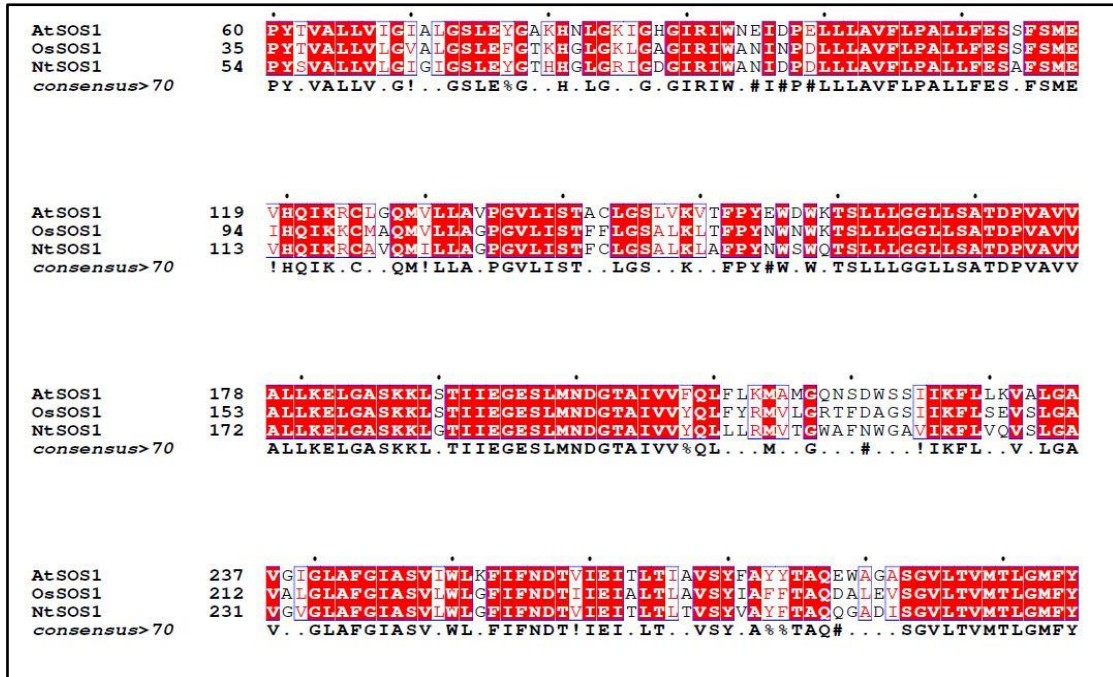 AtSOS1 60 PYTVALLVIGIALGSLEYGAKHNLGKIGHGIRIWNEIDPELLLAVFLPALLFESSFSME
OsSOS1 35 PYTVALLVLGVALGSLEFGTKHGLGKLGAGIRIWANINPDLLLAVFLPALLFESSFSME
NtSOS1 54 PYSVALLVLGIGIGSLEYGTHHGLGRIGDGIRIWANIDPDLLLAVFLPALLFESAFSME
consensus>70 PY.VALLV.G!..GSLE%G..H.LG..G.GIRIW.#I#P#LLLAVFLPALLFES.FSME
AtSOS1 119 VHQIKRCLGQMVLLAVPGVLISTACLGSLVKVTFPYEWDWKTSLLLGGLLSATDPVAVV
OsSOS1 94 IHQIKKCMAQMVLLAGPGVLISTFFLGSALKLTFPYNWNWKTSLLLGGLLSATDPVAVV
NtSOS1 113 VHQIKRCAVQMILLAGPGVLISTFCLGSALKLAFPYNWSWQTSLLLGGLLSATDPVAVV
consensus>70 !HQIK.C..QM!LLA.PGVLIST..LGS..K..FPY#W.W.TSLLLGGLLSATDPVAVV
AtSOS1 178 ALLKELGASKKLSTIIEGESLMNDGTAIVVFQLFLKMAMGQNSDWSSIIKFLLKVALGA
OsSOS1 153 ALLKELGASKKLSTIIEGESLMNDGTAIVVYQLFYRMVLGRTFDAGSIIKFLSEVSLGA
NtSOS1 172 ALLKELGASKKLGTIIEGESLMNDGTAIVVYQLLLRMVTGWAFNWGAVIKFLVQVSLGA
consensus>70 ALLKELGASKKL.TIIEGESLMNDGTAIVV%QL...M..G...#...!IKFL..V.LGA
AtSOS1 237 VGIGLAFGIASVIWLKFIFNDTVIEITLTIAVSYFAYYTAQEWAGASGVLTVMTLGMFY
OsSOS1 212 VALGLAFGIASVLWLGFIFNDTIIEIALTLAVSYIAFFTAQDALEVSGVLTVMTLGMFY
NtSOS1 231 VGVGLAFGIASVLWLGFIFNDTVIEITLTLTVSYVAYFTAQQGADISGVLTVMTLGMFY
consensus>70 V..GLAFGIASV.WL.FIFNDT!IEI.LT..VSY.A%%TAQ#....SGVLTVMTLGMFY